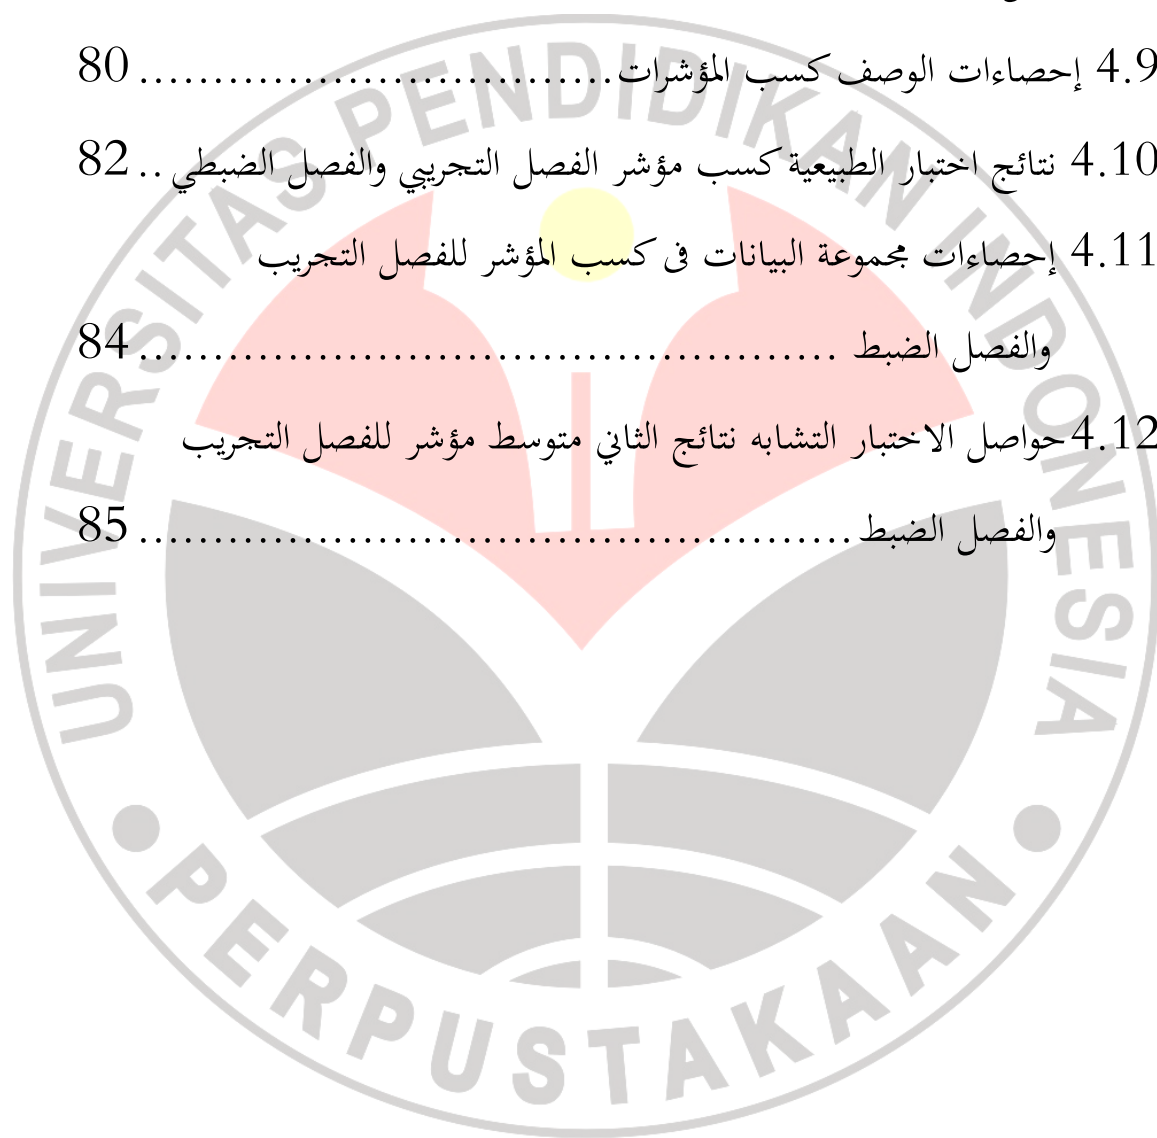 4.9 إحصاءات الوصف كسب المؤشرات................................ 80
4.10 نتائج اختبار الطبيعية كسب مؤشر الفصل التجريبي والفصل الضبطي .. 82
4.11 إحصاءات مجموعة البيانات فى كسب المؤشر للفصل التجريب
والفصل الضبط ............................................... 84
4.12 حواصل الاختبار التشابه نتائج الثاني متوسط مؤشر للفصل التجريب
والفصل الضبط ................................................ 85
UNIVERSITAS PENDIDIKAN INDONESIA
PERPUSTAKAAN